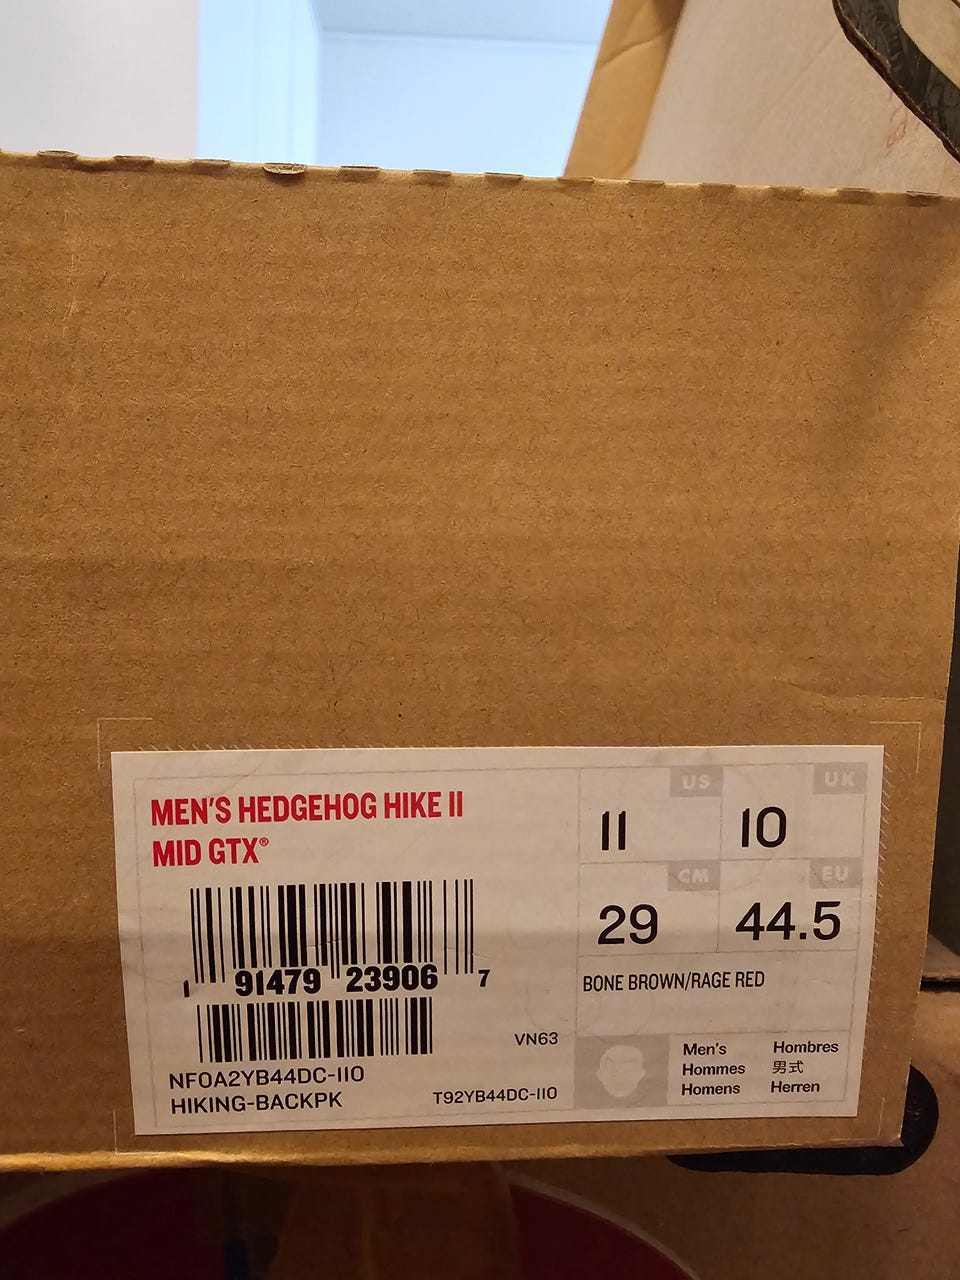 MEN'S HEDGEHOG HIKE II
MID GTX®
1 91479 23906 7
NF0A2YB44DC-110
HIKING-BACKPK
VN63
T92YB44DC-110
US
11
UK
10
CM
29
EU
44.5
BONE BROWN/RAGE RED
Men's Hombres
Hommes 男式
Homens Herren